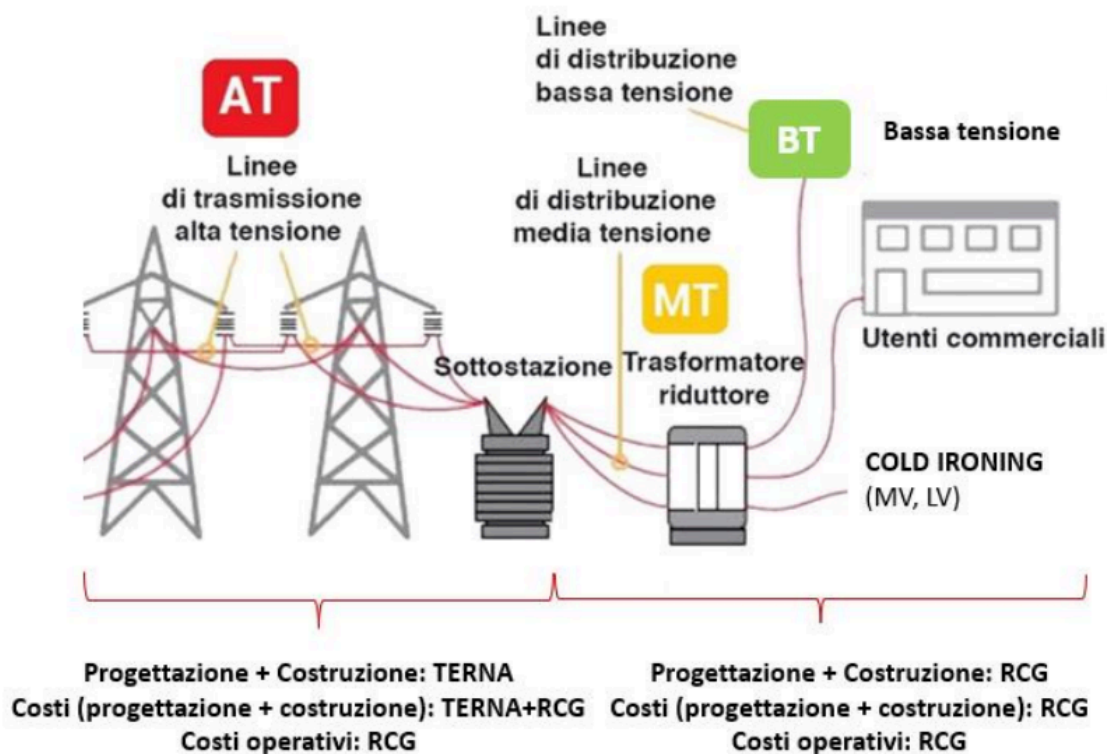 AT
Linee
di trasmissione
alta tensione
Linee
di distribuzione
bassa tensione
BT
Bassa tensione
Linee
di distribuzione
media tensione
MT
Sottostazione
Trasformatore
riduttore
Utenti commerciali
COLD IRONING
(MV, LV)
Progettazione + Costruzione: TERNA
Costi (progettazione + costruzione): TERNA+RCG
Costi operativi: RCG
Progettazione + Costruzione: RCG
Costi (progettazione + costruzione): RCG
Costi operativi: RCG